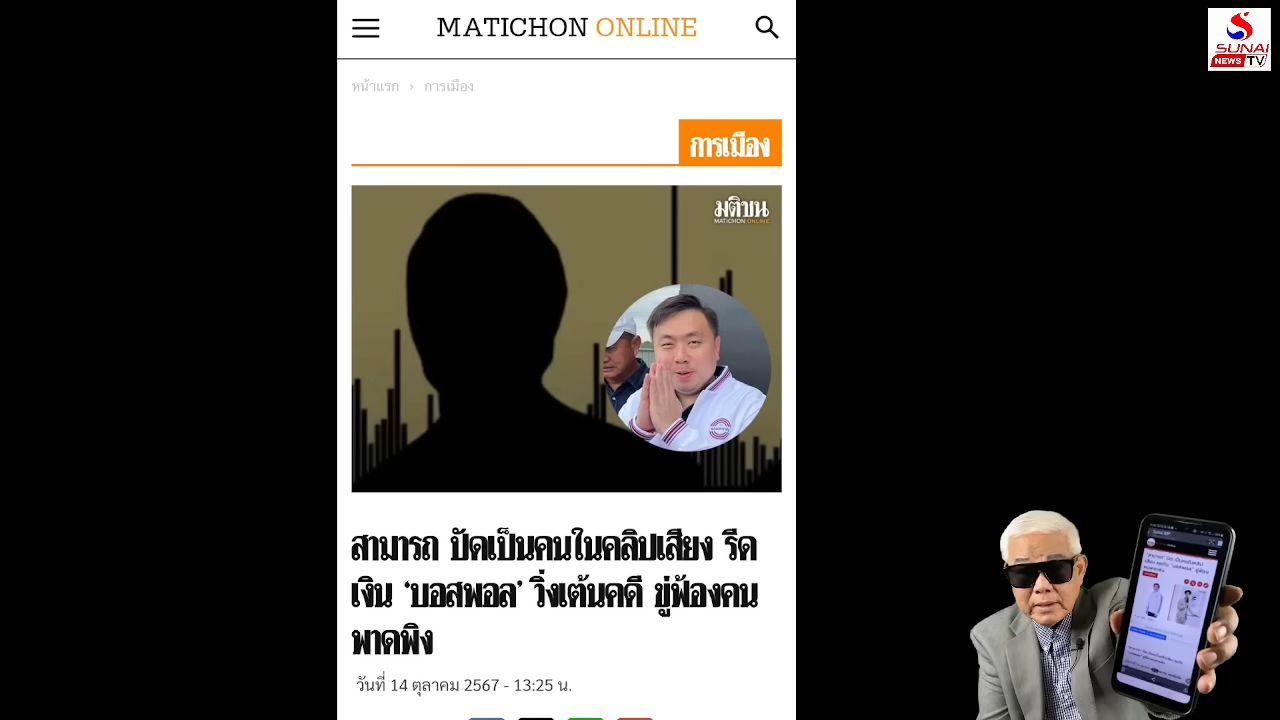 MATICHON ONLINE
SUNAI
NEWS TV
หน้าแรก › การเมือง
การเมือง
มติชน
MATICHON ONLINE
สามารถ ปัดเป็นคนในคลิปเสียง รีด
เงิน ‘บอสพอล’ วิ่งเต้นคดี ขู่ฟ้องคน
พาดพิง
วันที่ 14 ตุลาคม 2567 - 13:25 น.